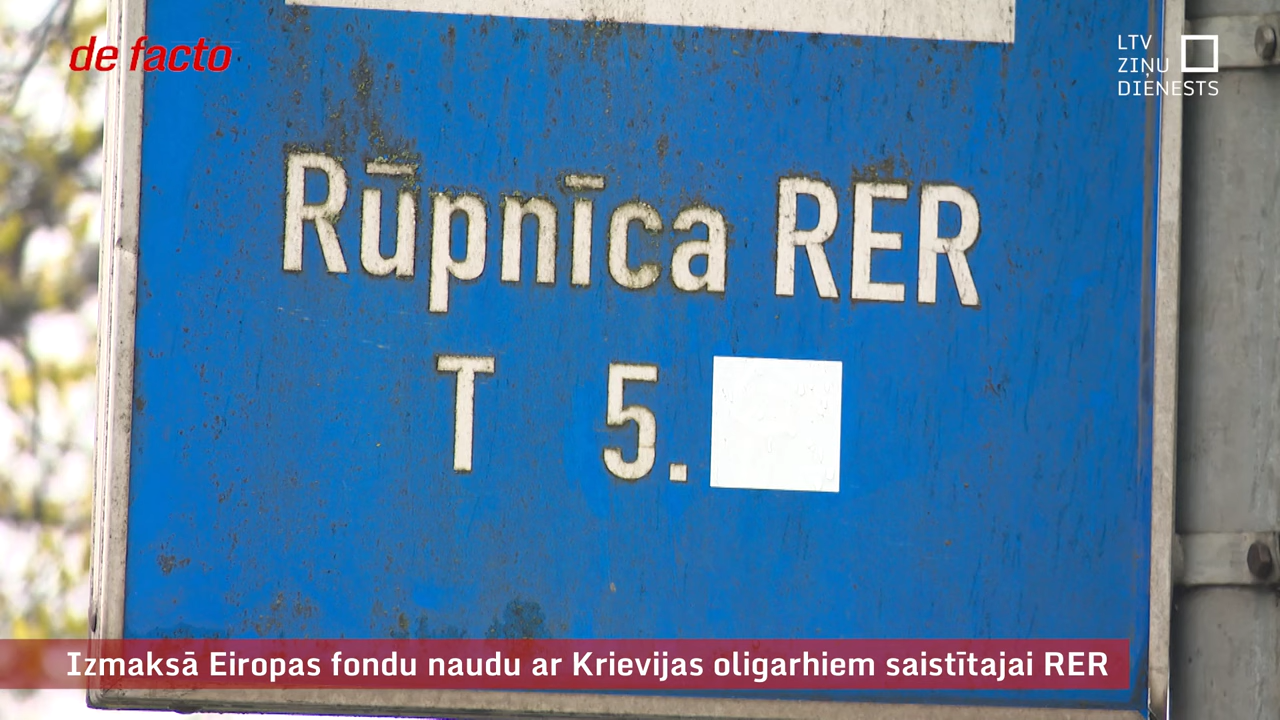 de facto
LTV
ZIŅU
DIENESTS
Rūpnīca RER
T 5.
Izmaksā Eiropas fondu naudu ar Krievijas oligarhiem saistītajai RER